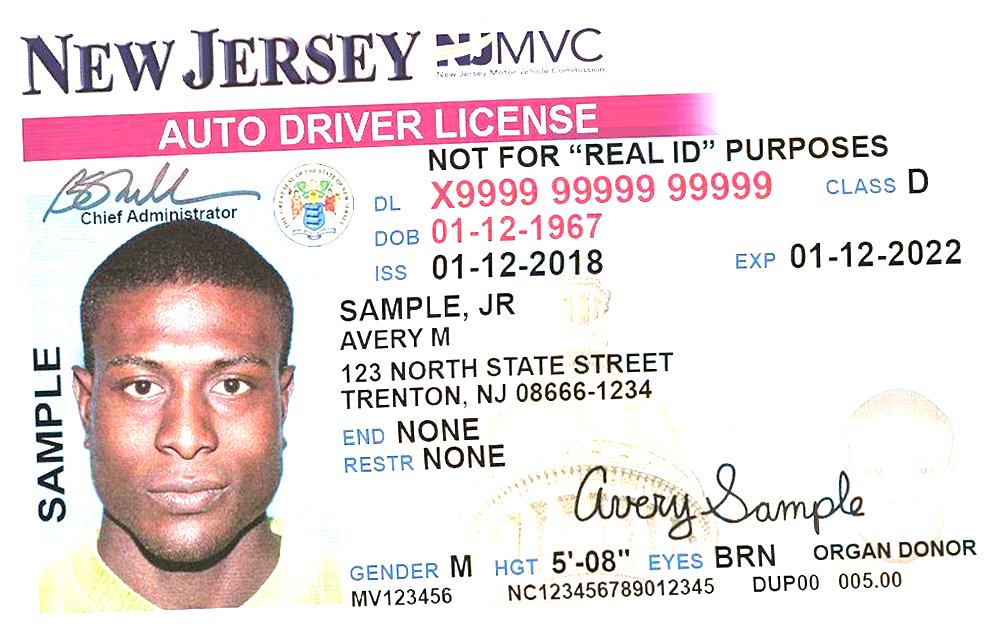 NEW JERSEY NJMVC
New Jersey Motor Vehicle Commission
AUTO DRIVER LICENSE
NOT FOR “REAL ID” PURPOSES
Chief Administrator
DL X9999 99999 99999 CLASS D
DOB 01-12-1967
ISS 01-12-2018 EXP 01-12-2022
SAMPLE, JR
AVERY M
123 NORTH STATE STREET
TRENTON, NJ 08666-1234
END NONE
RESTR NONE
SAMPLE
Avery Sample
GENDER M HGT 5'-08" EYES BRN ORGAN DONOR
MV123456 NC123456789012345 DUP00 005.00